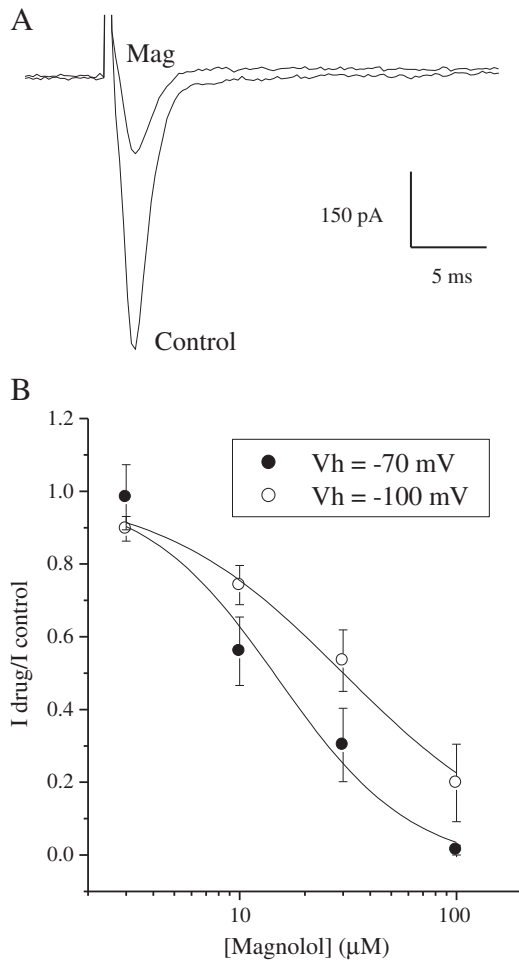 A
Mag
150 pA
5 ms
Control
B
1.2
Vh = -70 mV
Vh = -100 mV
1.0
0.8
0.6
0.4
0.2
0.0
I drug/I control
10
100
[Magnolol] (μM)